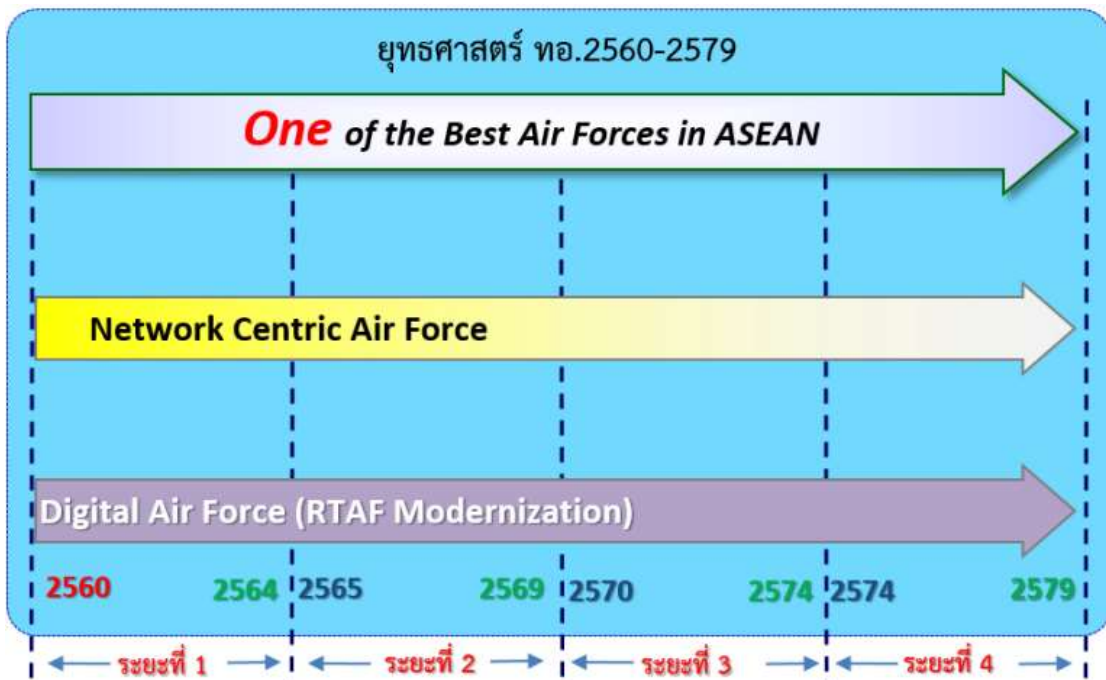 ยุทธศาสตร์ ทอ.2560-2579
One of the Best Air Forces in ASEAN
Network Centric Air Force
Digital Air Force (RTAF Modernization)
2560 2564 2565 2569 2570 2574 2574 2579
ระยะที่ 1 ระยะที่ 2 ระยะที่ 3 ระยะที่ 4